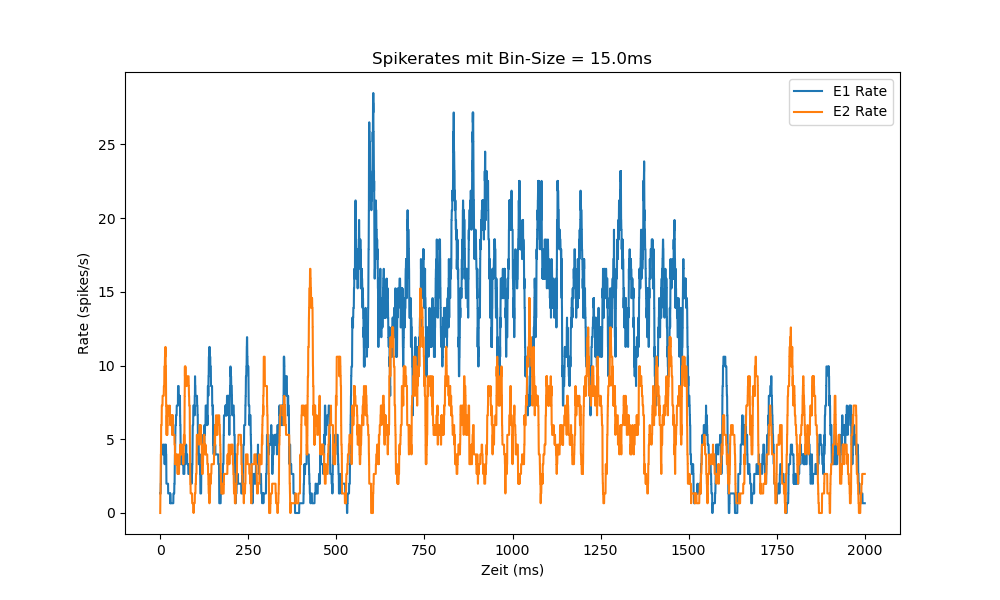 Spikerates mit Bin-Size = 15.0ms
E1 Rate
E2 Rate
Rate (spikes/s)
25
20
15
10
5
0
0 250 500 750 1000 1250 1500 1750 2000
Zeit (ms)